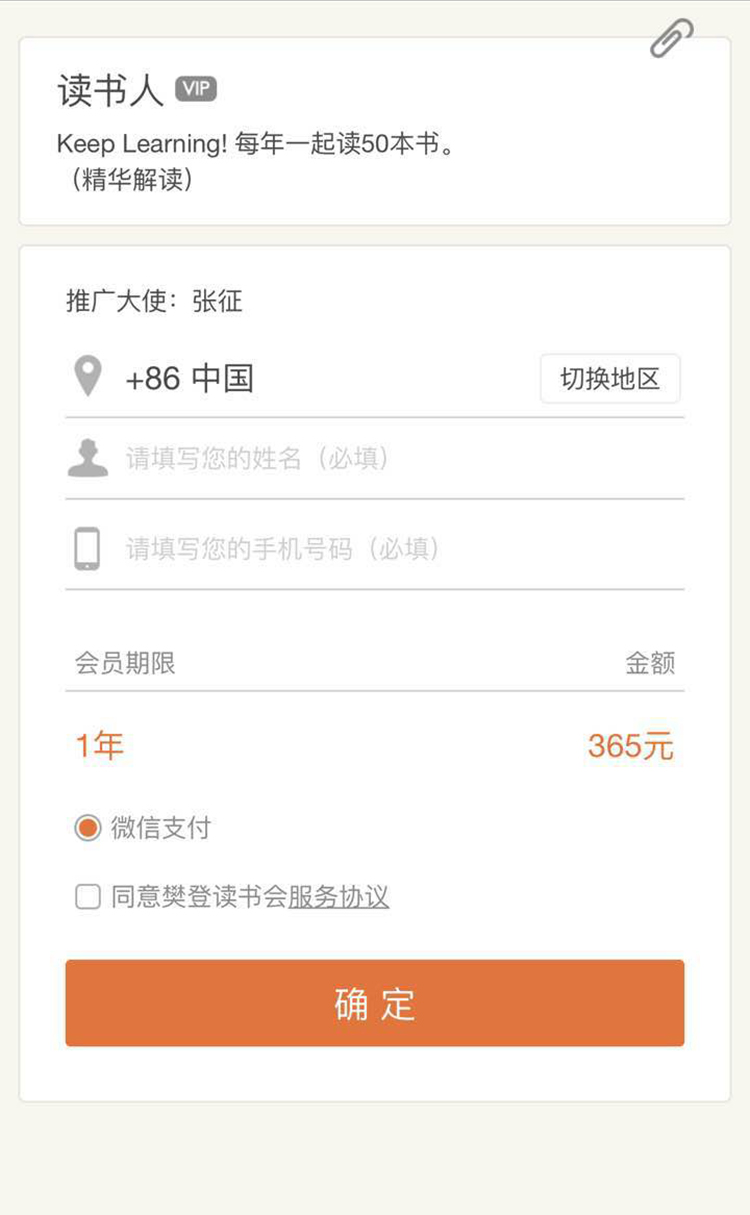 读书人 VIP
Keep Learning! 每年一起读50本书。
（精华解读）
推广大使：张征
+86 中国 切换地区
请填写您的姓名（必填）
请填写您的手机号码（必填）
会员期限 金额
1年 365元
微信支付
同意樊登读书会服务协议
确 定